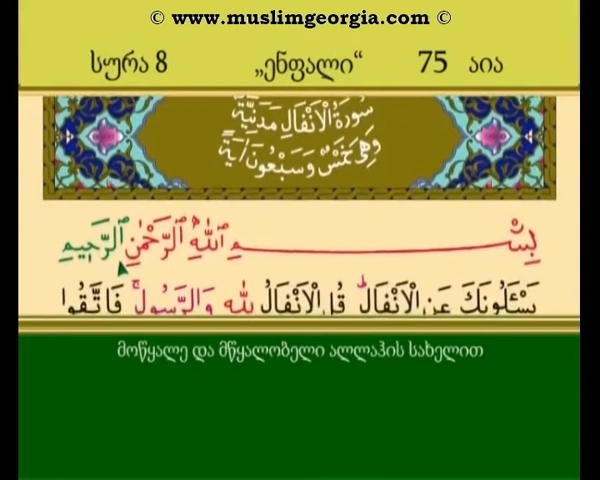 © www.muslimgeorgia.com ©
სურა 8 „ენფალი“ 75 აია
سُورَةُ الْاَنْفَالِ مَدَنِيَّةٌ
وَهِىَ خَمْسٌ وَسَبْعُونَ اٰيَةً
بِسْمِ اللّٰهِ الرَّحْمٰنِ الرَّحٖيمِ
يَسْـَٔلُونَكَ عَنِ الْاَنْفَالِ قُلِ الْاَنْفَالُ لِلّٰهِ وَالرَّسُولِ فَاتَّقُوا
მოწყალე და მწყალობელი ალლაჰის სახელით